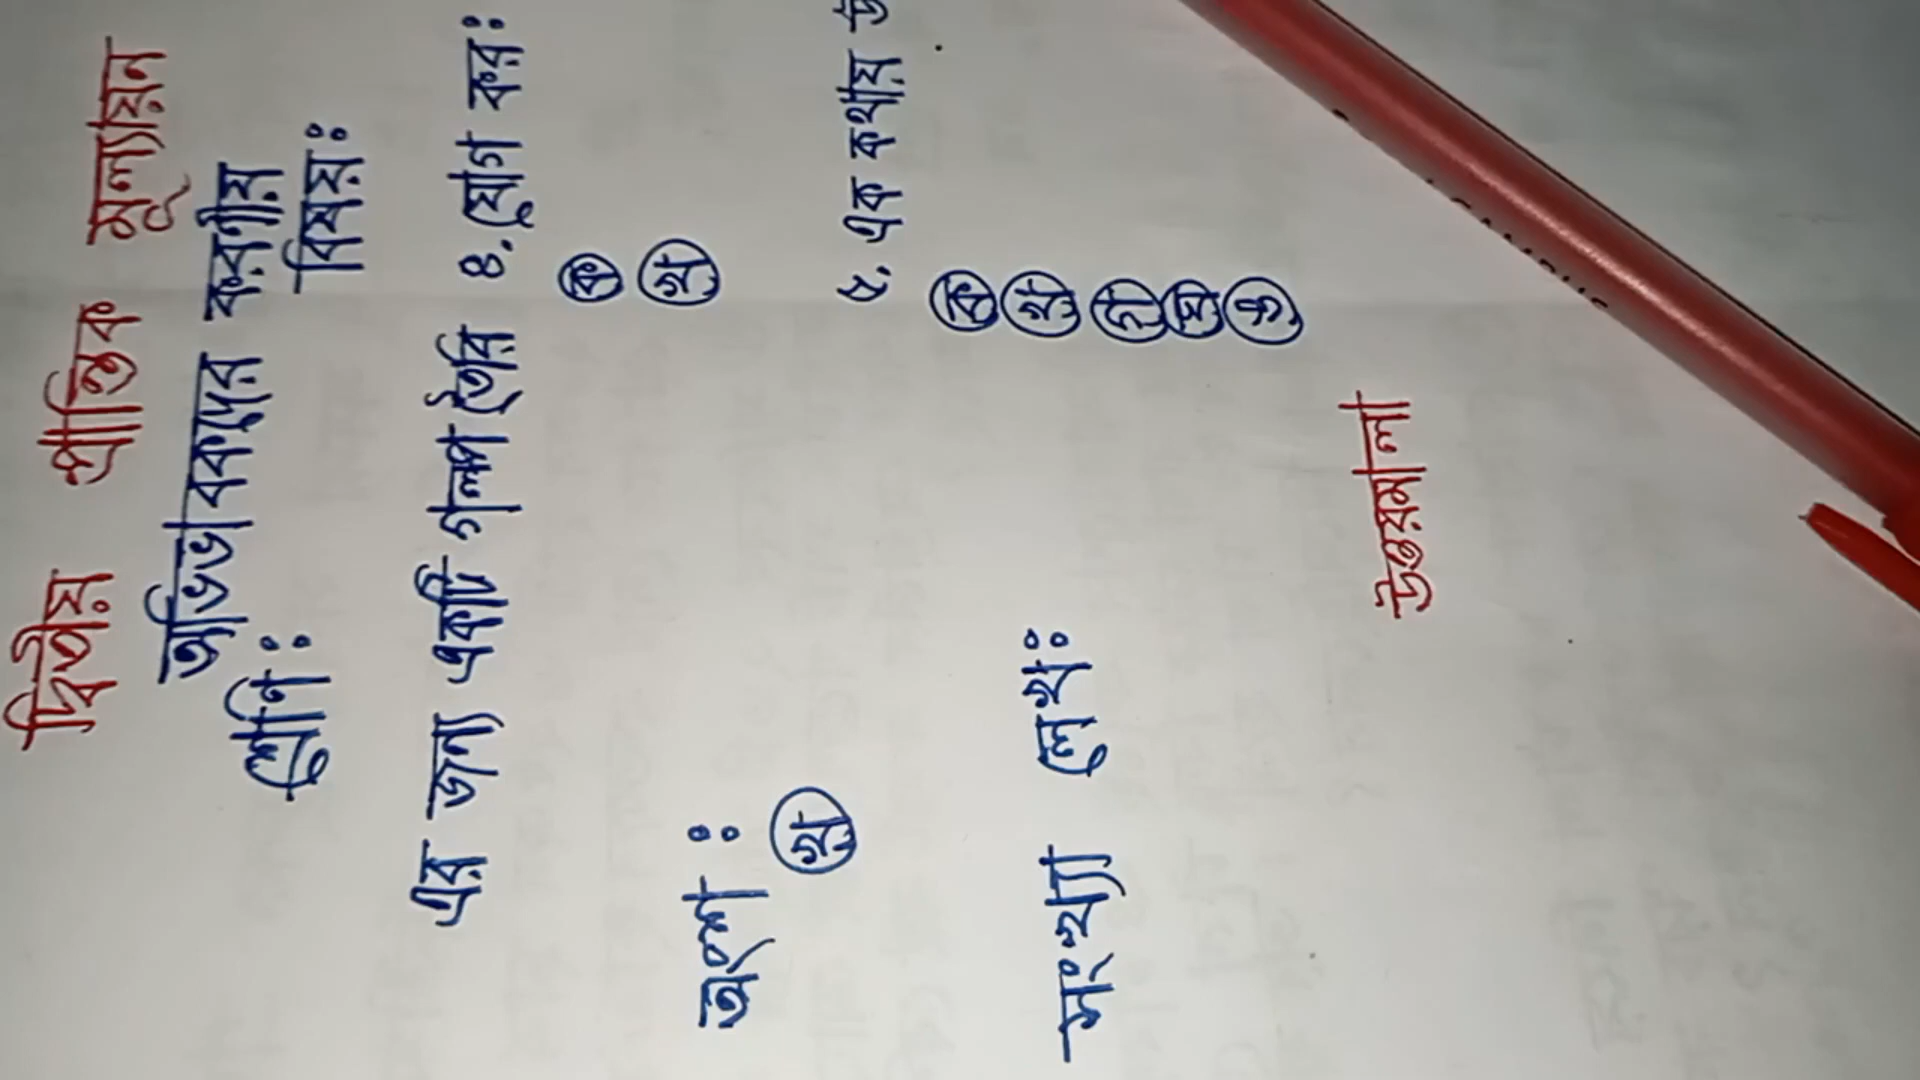 দ্বিতীয় প্রান্তিক মূল্যায়ন
অভিভাবকদের করণীয়
শ্রেণি: বিষয়:
এর জন্য একটি গল্প তৈরি
৪. যোগ কর:
ক
খ
অংশ :
খ
৫. এক কথায়
ক
খ
গ
ঘ
ঙ
সংখ্যা লেখ:
উত্তরমালা